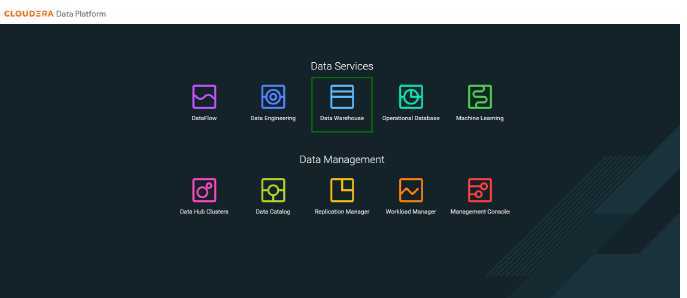 CLOUDERA Data Platform
Data Services
DataFlow
Data Engineering
Data Warehouse
Operational Database
Machine Learning
Data Management
Data Hub Clusters
Data Catalog
Replication Manager
Workload Manager
Management Console